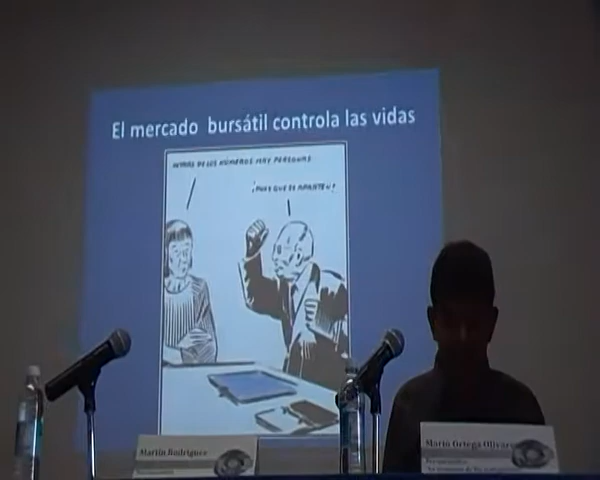 El mercado bursátil controla las vidas
DETRÁS DE LOS NÚMEROS HAY PERSONAS
¡PUES QUE SE APARTEN!
Martín Rodríguez
Mario Ortega Olivares